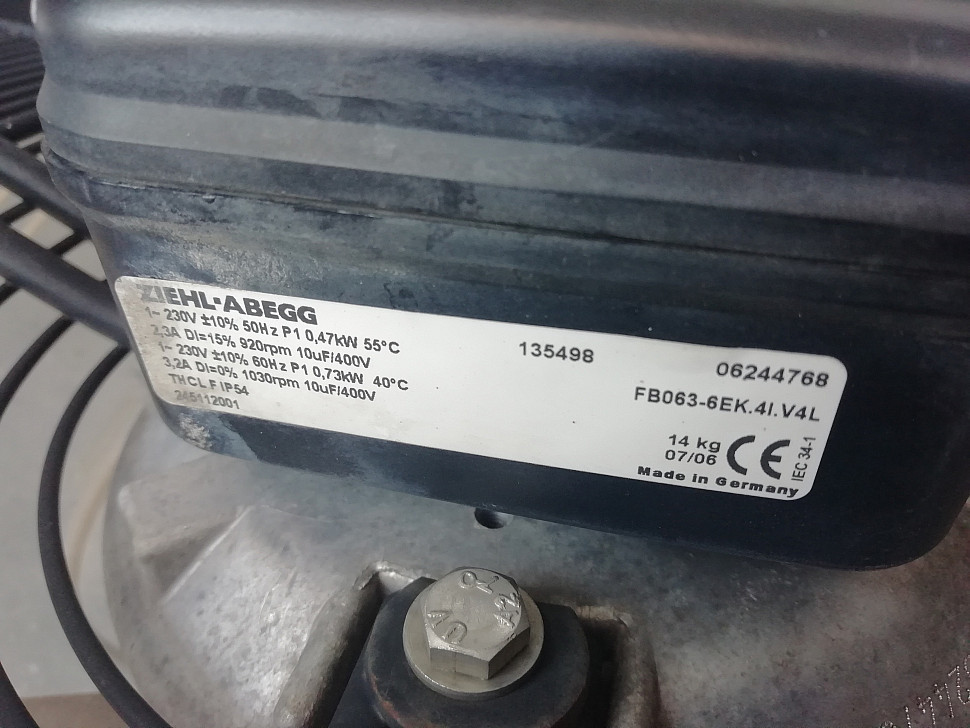 ZIEHL-ABEGG
1~ 230V ±10% 50Hz P1 0,47kW 55°C
2,3A DI=15% 920rpm 10uF/400V
1~ 230V ±10% 60Hz P1 0,73kW 40°C
3,2A DI=0% 1030rpm 10uF/400V
THCL F IP54
245112001
135498
06244768
FB063-6EK.4I.V4L
14 kg
07/06
CE
IEC 34-1
Made in Germany
A2
70